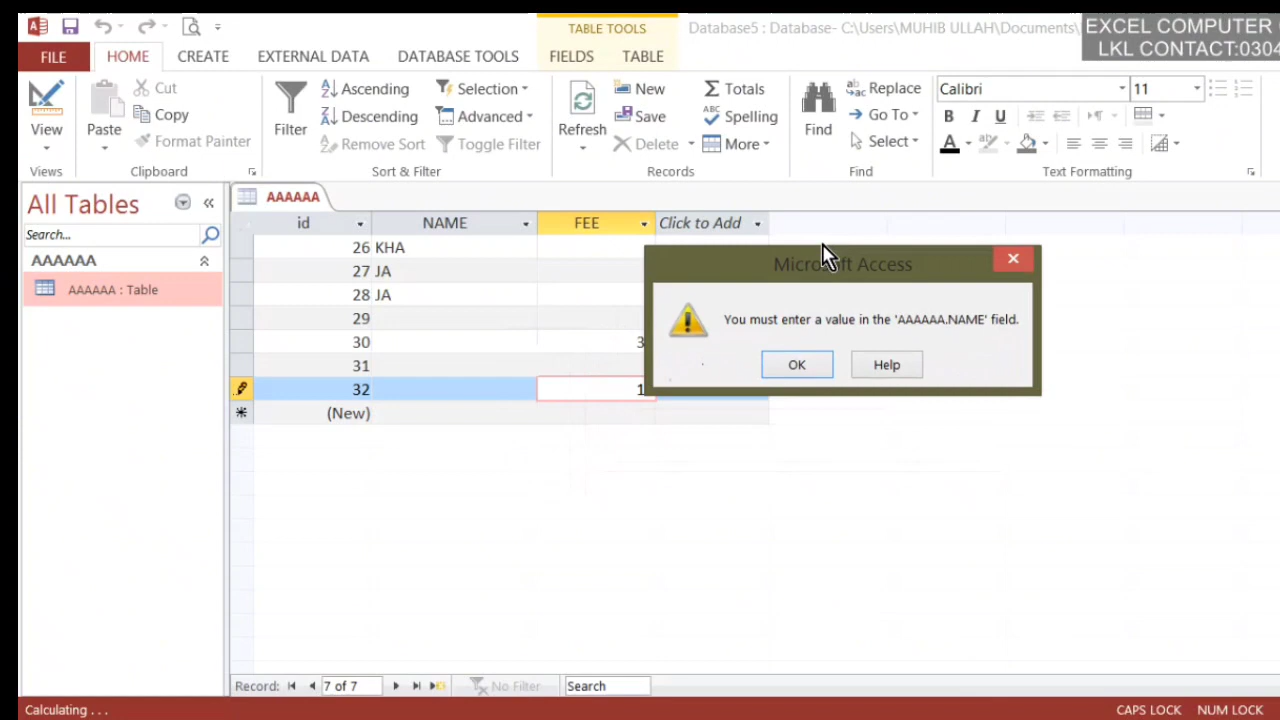 Database5 : Database- C:\Users\MUHIB ULLAH\Documents\
EXCEL COMPUTER
LKL CONTACT:0304
TABLE TOOLS
FILE HOME CREATE EXTERNAL DATA DATABASE TOOLS FIELDS TABLE
View
Views
Paste
Cut
Copy
Format Painter
Clipboard
Filter
Ascending
Descending
Remove Sort
Selection
Advanced
Toggle Filter
Sort & Filter
Refresh
New
Save
Delete
Totals
Spelling
More
Records
Find
Replace
Go To
Select
Find
Calibri 11
B I U
A
Text Formatting
All Tables
Search...
AAAAAA
AAAAAA : Table
AAAAAA
id NAME FEE Click to Add
26 KHA
27 JA
28 JA
29
30 3
31
32 1
(New)
Microsoft Access
You must enter a value in the 'AAAAAA.NAME' field.
OK Help
Record: 7 of 7 No Filter Search
Calculating . . .
CAPS LOCK NUM LOCK